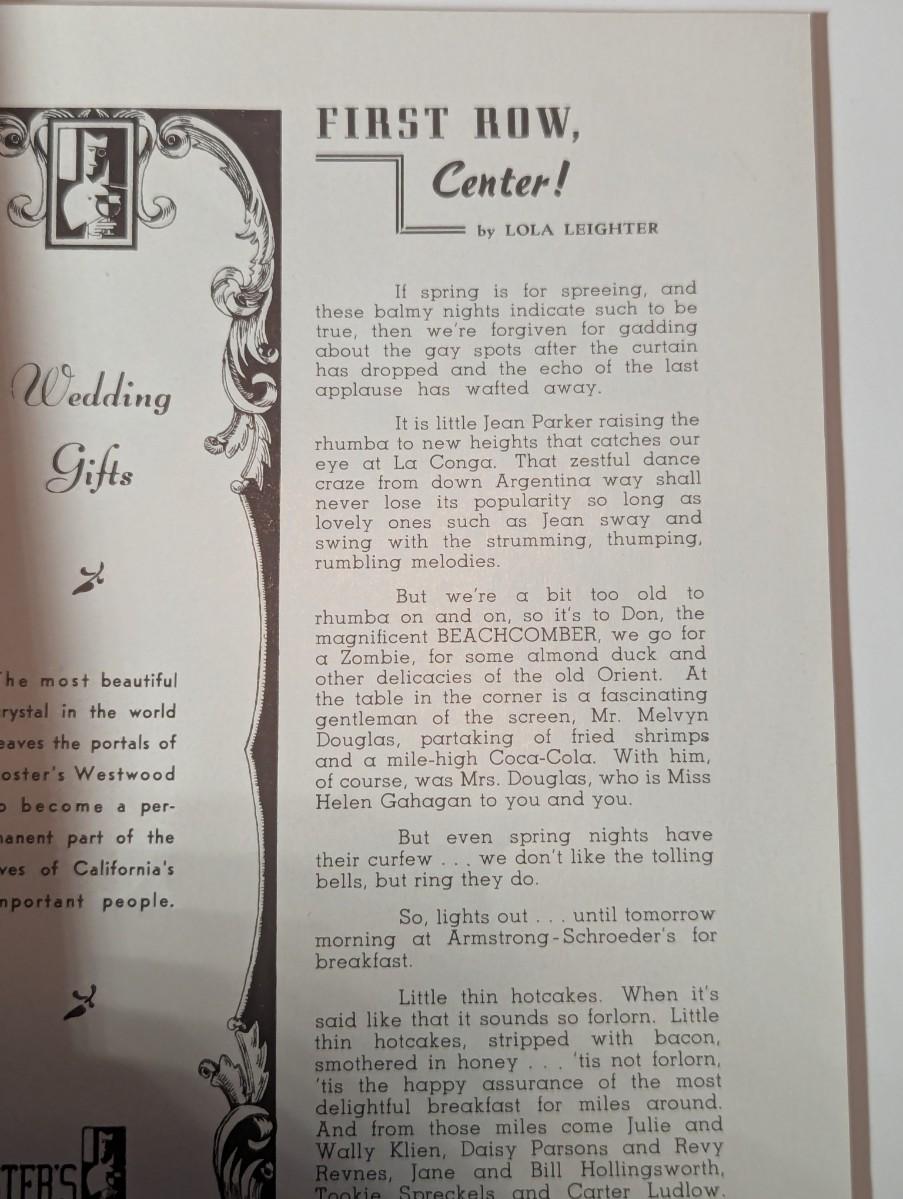 Wedding
Gifts
most beautiful
in the world
the portals of
Westwood
become a per-
part of the
of California's
people.
FIRST ROW,
Center!
by LOLA LEIGHTER
If spring is for spreeing, and
these balmy nights indicate such to be
true, then we're forgiven for gadding
about the gay spots after the curtain
has dropped and the echo of the last
applause has wafted away.
It is little Jean Parker raising the
rhumba to new heights that catches our
eye at La Conga. That zestful dance
craze from down Argentina way shall
never lose its popularity so long as
lovely ones such as Jean sway and
swing with the strumming, thumping,
rumbling melodies.
But we're a bit too old to
rhumba on and on, so it's to Don, the
magnificent BEACHCOMBER, we go for
a Zombie, for some almond duck and
other delicacies of the old Orient. At
the table in the corner is a fascinating
gentleman of the screen, Mr. Melvyn
Douglas, partaking of fried shrimps
and a mile-high Coca-Cola. With him,
of course, was Mrs. Douglas, who is Miss
Helen Gahagan to you and you.
But even spring nights have
their curfew . . . we don't like the tolling
bells, but ring they do.
So, lights out . . . until tomorrow
morning at Armstrong-Schroeder's for
breakfast.
Little thin hotcakes. When it's
said like that it sounds so forlorn. Little
thin hotcakes, stripped with bacon,
smothered in honey . . . 'tis not forlorn,
'tis the happy assurance of the most
delightful breakfast for miles around.
And from those miles come Julie and
Wally Klien, Daisy Parsons and Revy
Revnes, Jane and Bill Hollingsworth,
Tookie Spreckels and Carter Ludlow.